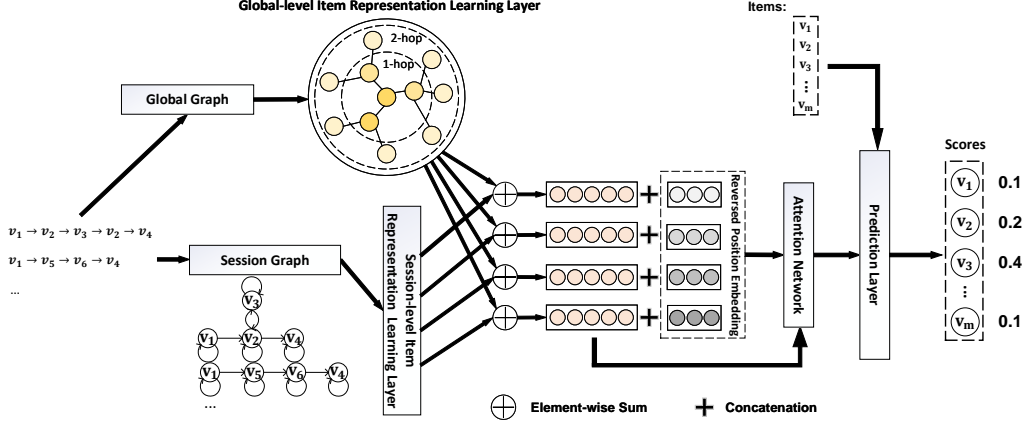 Global-level Item Representation Learning Layer
Items:
2-hop
1-hop
v₁
v₂
v₃
...
vₘ
Global Graph
Scores
v₁ 0.1
v₂ 0.2
v₃ 0.4
...
vₘ 0.1
v₁ → v₂ → v₃ → v₂ → v₄
v₁ → v₅ → v₆ → v₄
...
Session Graph
v₃
v₁ v₂ v₄
v₁ v₅ v₆ v₄
...
Session-level Item
Representation Learning Layer
+
+
+
+
Reversed Position Embedding
Attention Network
Prediction Layer
Element-wise Sum
+ Concatenation